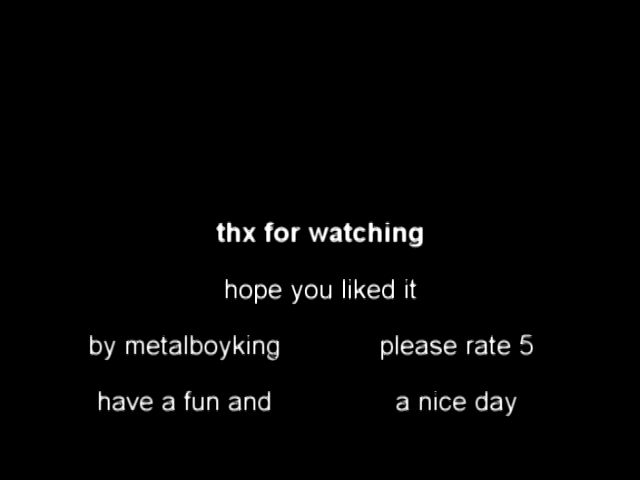 thx for watching
hope you liked it
by metalboyking please rate 5
have a fun and a nice day